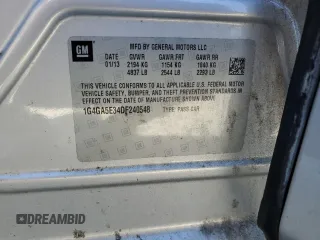 GM
MFD BY GENERAL MOTORS LLC
DATE GVWR GAWR FRT GAWR RR
01/13 2194 KG 1154 KG 1040 KG
4837 LB 2544 LB 2293 LB
THIS VEHICLE CONFORMS TO ALL APPLICABLE U.S. FEDERAL MOTOR
VEHICLE SAFETY, BUMPER, AND THEFT PREVENTION STANDARDS IN
EFFECT ON THE DATE OF MANUFACTURE SHOWN ABOVE.
1G4GA5E34DF240548 TYPE: PASS CAR